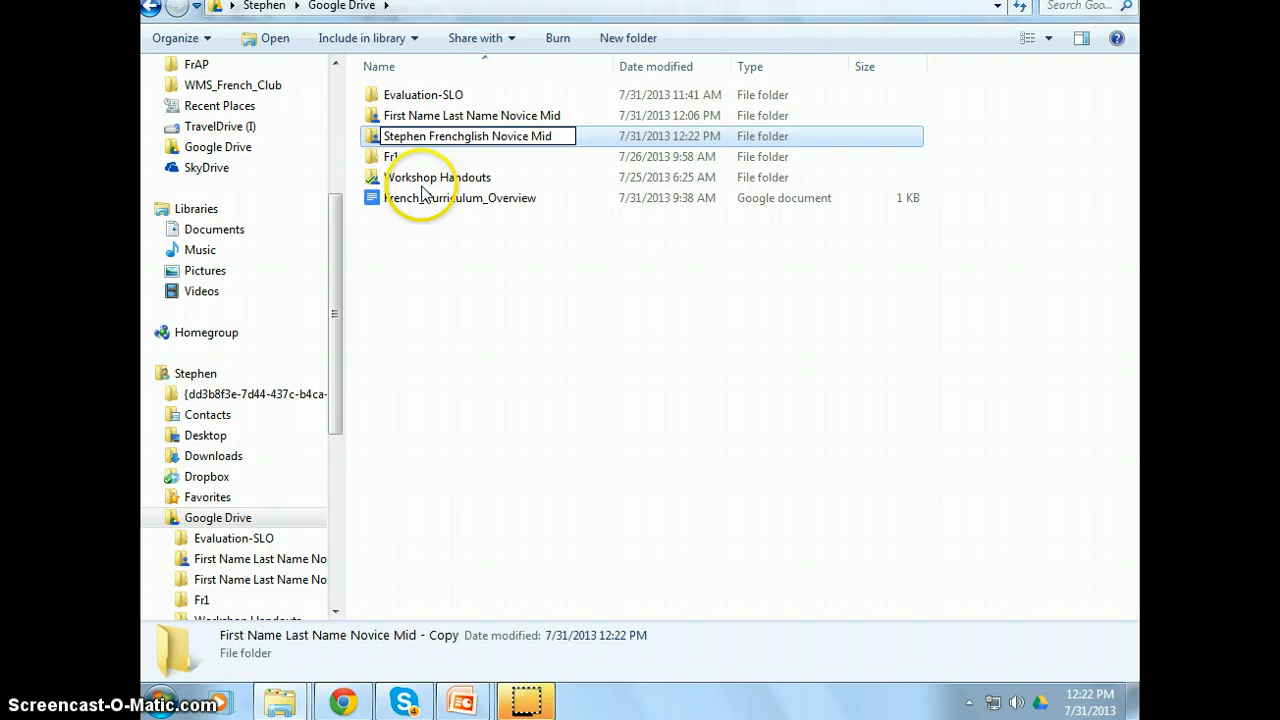 Stephen Google Drive Search Goo...
Organize Open Include in library Share with Burn New folder
Name Date modified Type Size
Evaluation-SLO 7/31/2013 11:41 AM File folder
First Name Last Name Novice Mid 7/31/2013 12:06 PM File folder
Stephen Frenchglish Novice Mid 7/31/2013 12:22 PM File folder
Fr1 7/26/2013 9:58 AM File folder
Workshop Handouts 7/25/2013 6:25 AM File folder
French_Curriculum_Overview 7/31/2013 9:38 AM Google document 1 KB
FrAP
WMS_French_Club
Recent Places
TravelDrive (I)
Google Drive
SkyDrive
Libraries
Documents
Music
Pictures
Videos
Homegroup
Stephen
{dd3b8f3e-7d44-437c-b4ca-
Contacts
Desktop
Downloads
Dropbox
Favorites
Google Drive
Evaluation-SLO
First Name Last Name No
First Name Last Name No
Fr1
Workshop Handouts
First Name Last Name Novice Mid - Copy Date modified: 7/31/2013 12:22 PM
File folder
Screencast-O-Matic.com
12:22 PM
7/31/2013